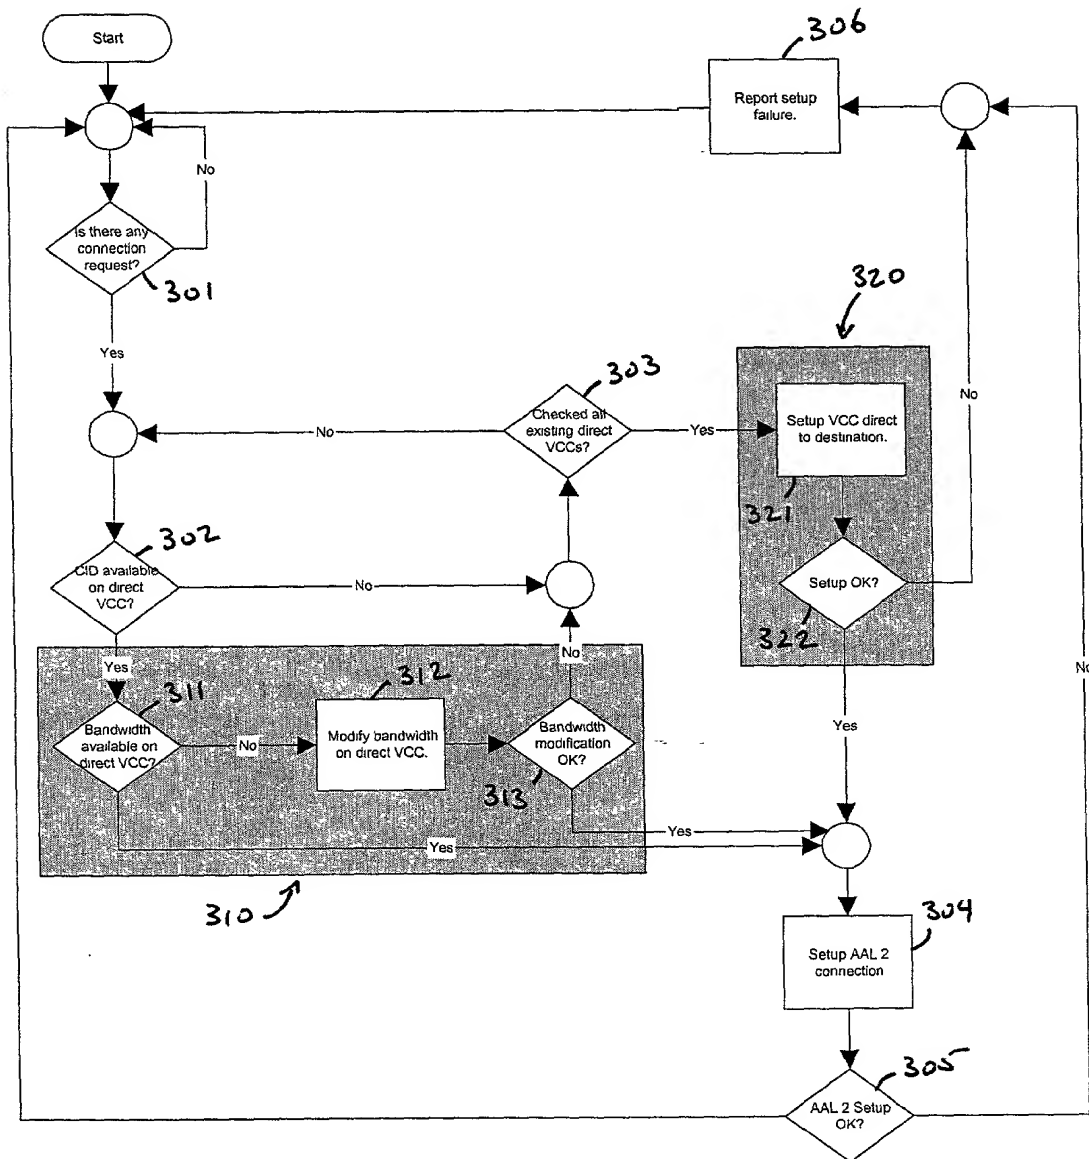 Start
306
Report setup
failure.
No
Is there any
connection
request?
301
Yes
320
303
Checked all
existing direct
VCCs?
No
Yes
Setup VCC direct
to destination.
No
321
302
CID available
on direct
VCC?
No
Setup OK?
322
No
Yes
No
311
312
Bandwidth
available on
direct VCC?
No
Modify bandwidth
on direct VCC.
Bandwidth
modification
OK?
313
Yes
Yes
Yes
310
304
Setup AAL 2
connection
305
AAL 2 Setup
OK?